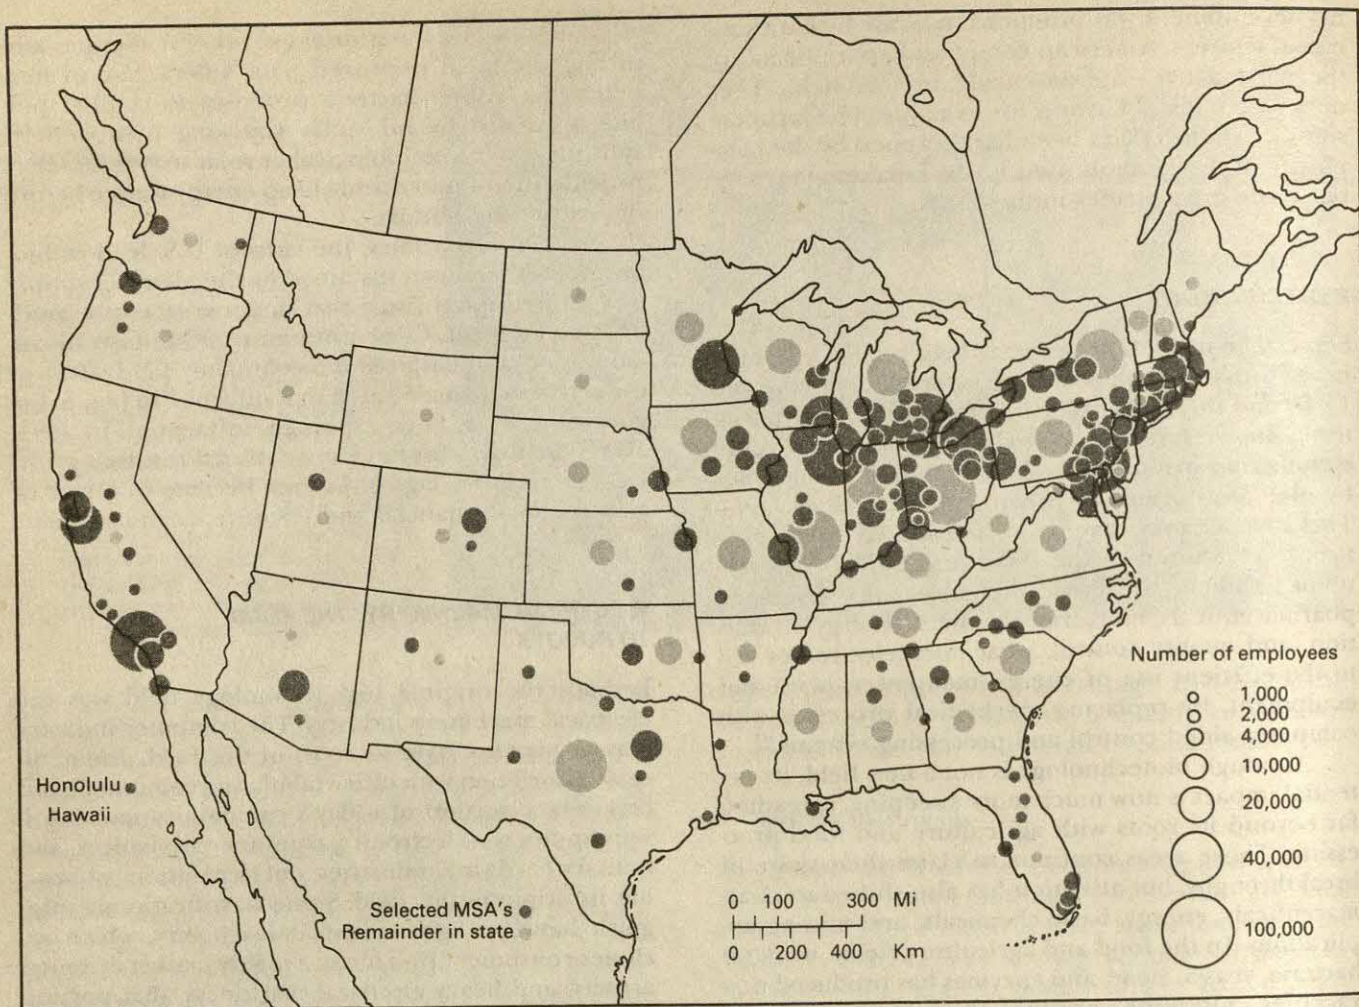 Number of employees
1,000
2,000
4,000
10,000
20,000
40,000
100,000
Honolulu
Hawaii
Selected MSA's
Remainder in state
0 100 300 Mi
0 200 400 Km